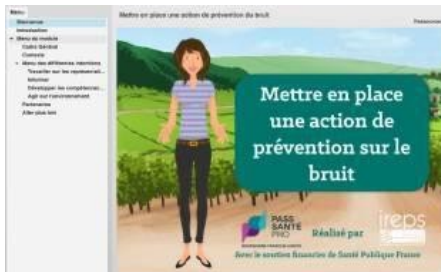 Menu
Mettre en place une action de prévention du bruit
Ressources
Bienvenue
Introduction
Menu du module
Cadre Général
Contexte
Menu des différentes intentions
Travailler sur les représentati...
Informer
Développer les compétences...
Agir sur l'environnement
Partenaires
Aller plus loin
Mettre en place
une action de
prévention sur le
bruit
PASS
SANTÉ
PRO
Réalisé par
ireps
Avec le soutien financier de Santé Publique France